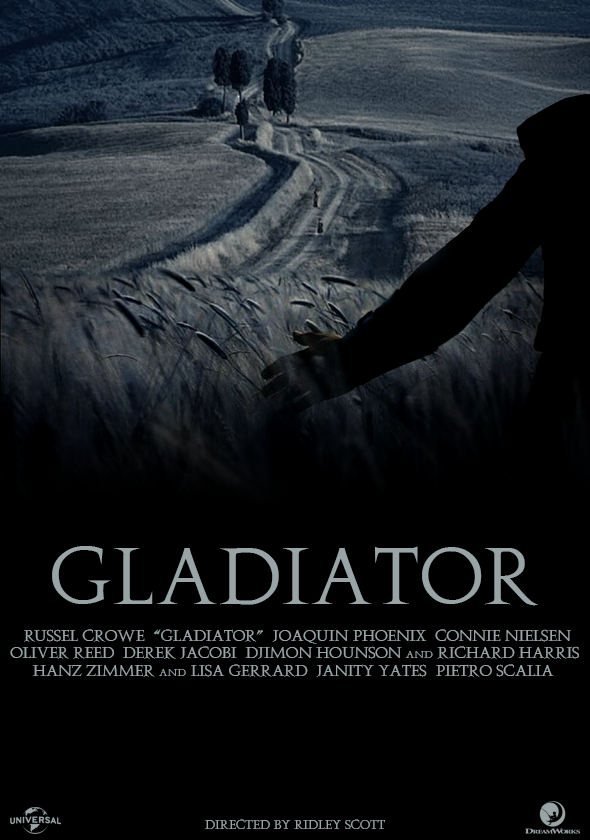 GLADIATOR
RUSSEL CROWE "GLADIATOR" JOAQUIN PHOENIX CONNIE NIELSEN
OLIVER REED DEREK JACOBI DJIMON HOUNSON AND RICHARD HARRIS
HANZ ZIMMER AND LISA GERRARD JANITY YATES PIETRO SCALIA
UNIVERSAL
DIRECTED BY RIDLEY SCOTT
DREAMWORKS